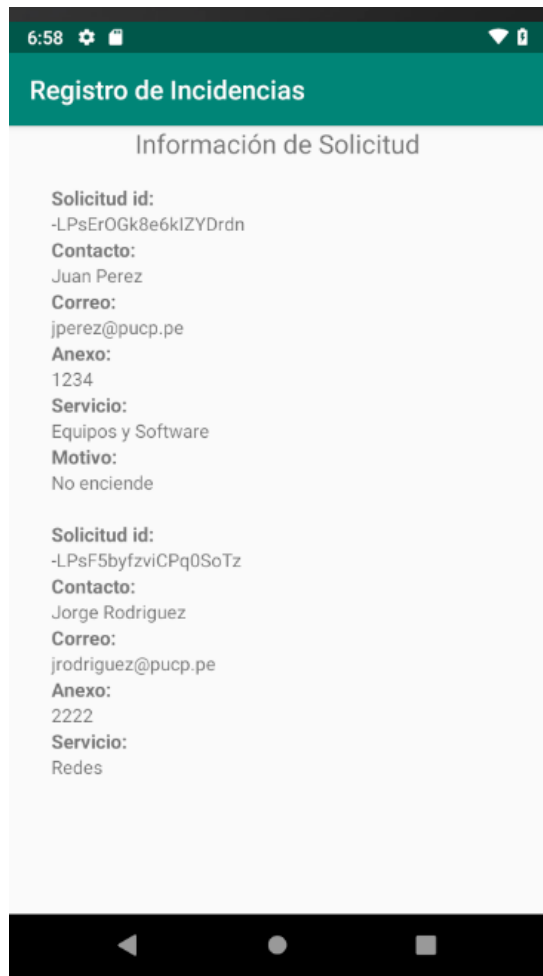 6:58
Registro de Incidencias
Información de Solicitud
Solicitud id:
-LPsErOGk8e6klZYDrdn
Contacto:
Juan Perez
Correo:
jperez@pucp.pe
Anexo:
1234
Servicio:
Equipos y Software
Motivo:
No enciende
Solicitud id:
-LPsF5byfzviCPq0SoTz
Contacto:
Jorge Rodriguez
Correo:
jrodriguez@pucp.pe
Anexo:
2222
Servicio:
Redes